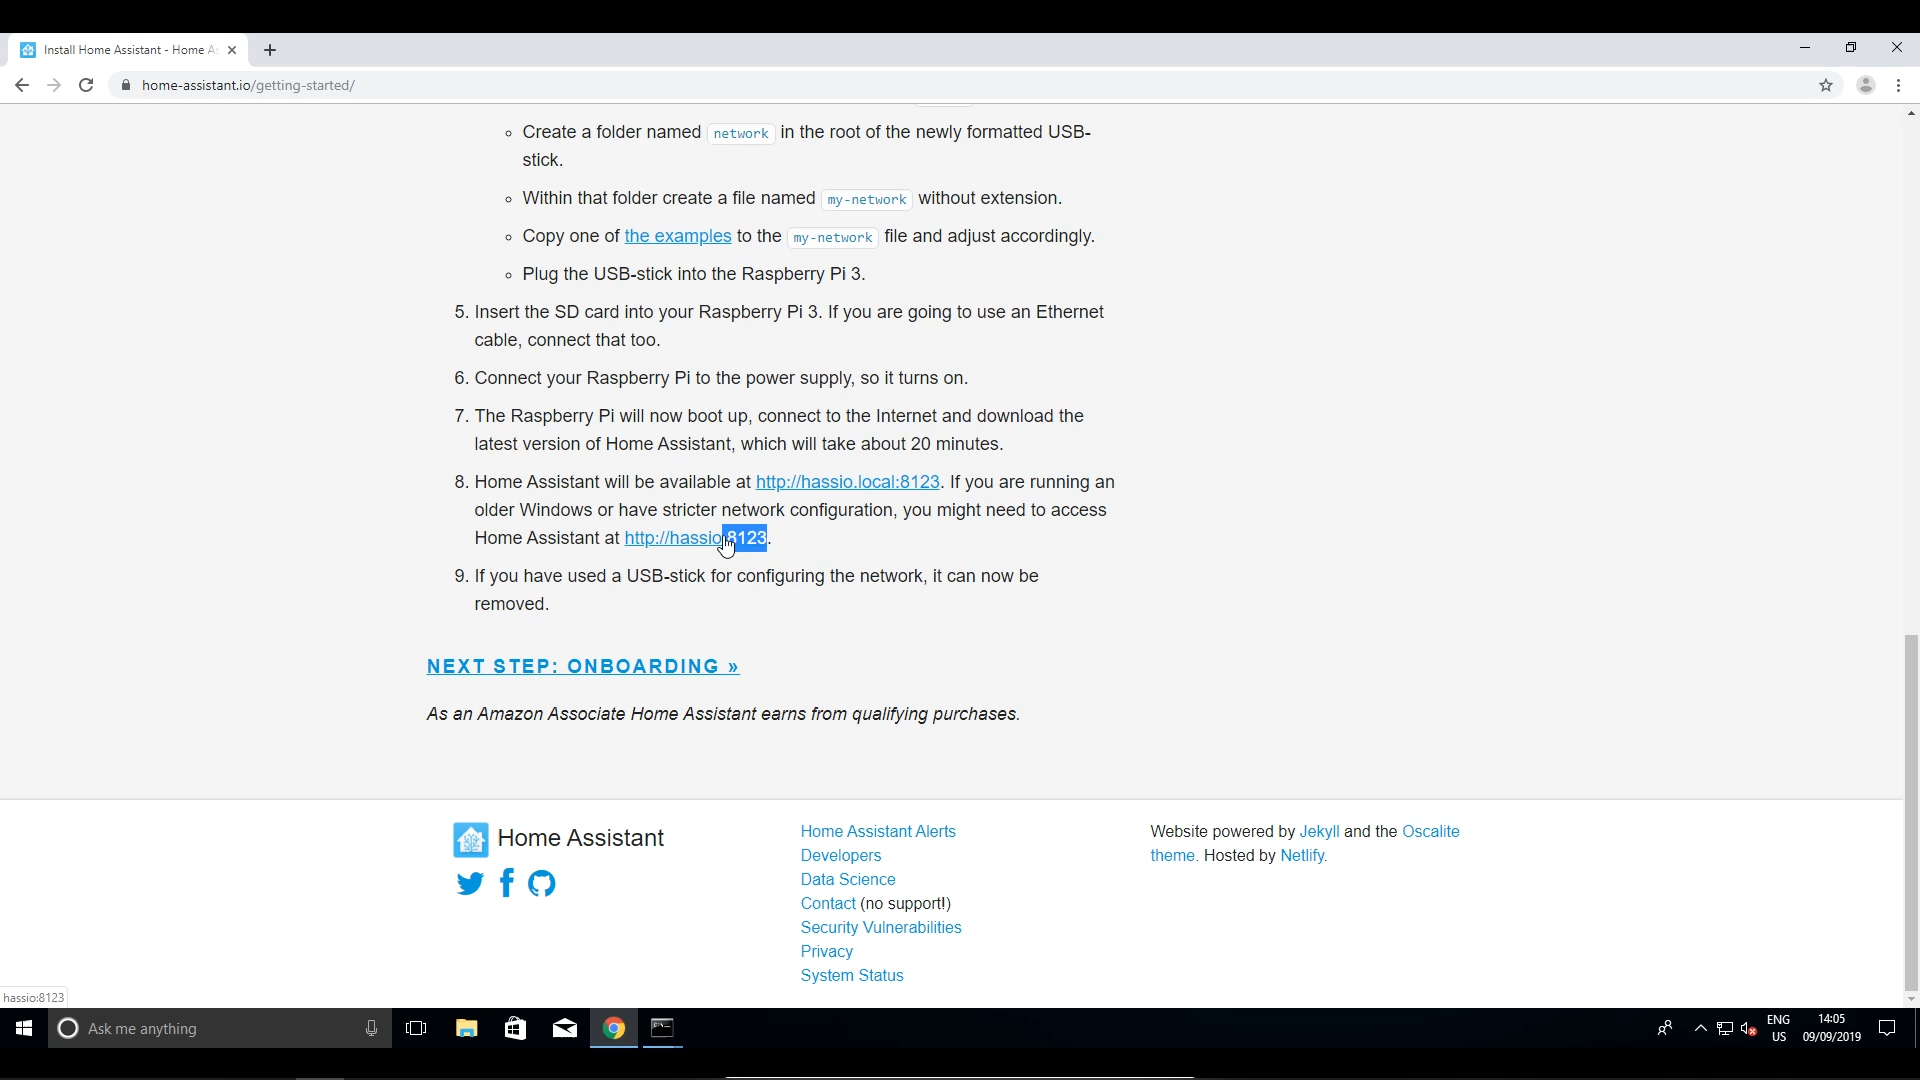 Install Home Assistant - Home A
home-assistant.io/getting-started/
Create a folder named network in the root of the newly formatted USB-
stick.
Within that folder create a file named my-network without extension.
Copy one of the examples to the my-network file and adjust accordingly.
Plug the USB-stick into the Raspberry Pi 3.
5. Insert the SD card into your Raspberry Pi 3. If you are going to use an Ethernet
cable, connect that too.
6. Connect your Raspberry Pi to the power supply, so it turns on.
7. The Raspberry Pi will now boot up, connect to the Internet and download the
latest version of Home Assistant, which will take about 20 minutes.
8. Home Assistant will be available at http://hassio.local:8123. If you are running an
older Windows or have stricter network configuration, you might need to access
Home Assistant at http://hassio:8123.
9. If you have used a USB-stick for configuring the network, it can now be
removed.
NEXT STEP: ONBOARDING »
As an Amazon Associate Home Assistant earns from qualifying purchases.
Home Assistant
Home Assistant Alerts
Developers
Data Science
Contact (no support!)
Security Vulnerabilities
Privacy
System Status
Website powered by Jekyll and the Oscalite
theme. Hosted by Netlify.
hassio:8123
Ask me anything
ENG
US
14:05
09/09/2019